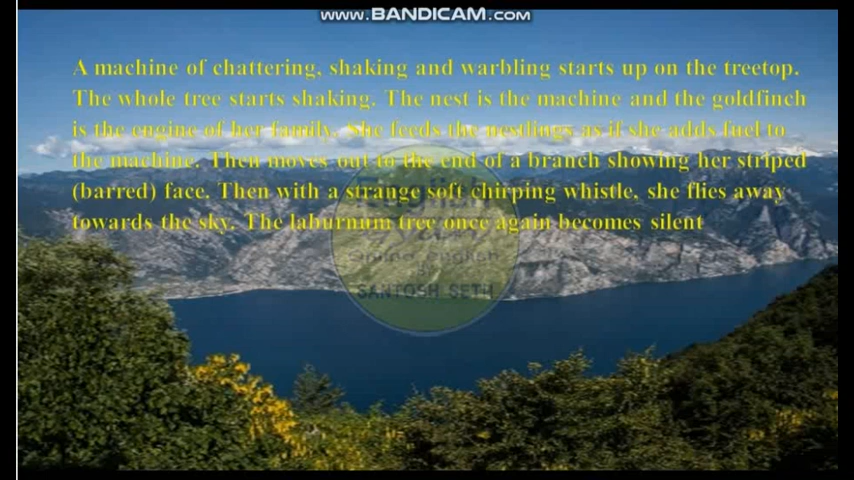 www.BANDICAM.com
A machine of chattering, shaking and warbling starts up on the treetop.
The whole tree starts shaking. The nest is the machine and the goldfinch
is the engine of her family. She feeds the nestlings as if she adds fuel to
the machine. Then moves out to the end of a branch showing her striped
(barred) face. Then with a strange soft chirping whistle, she flies away
towards the sky. The laburnum tree once again becomes silent
English
English
SANTOSH SETH